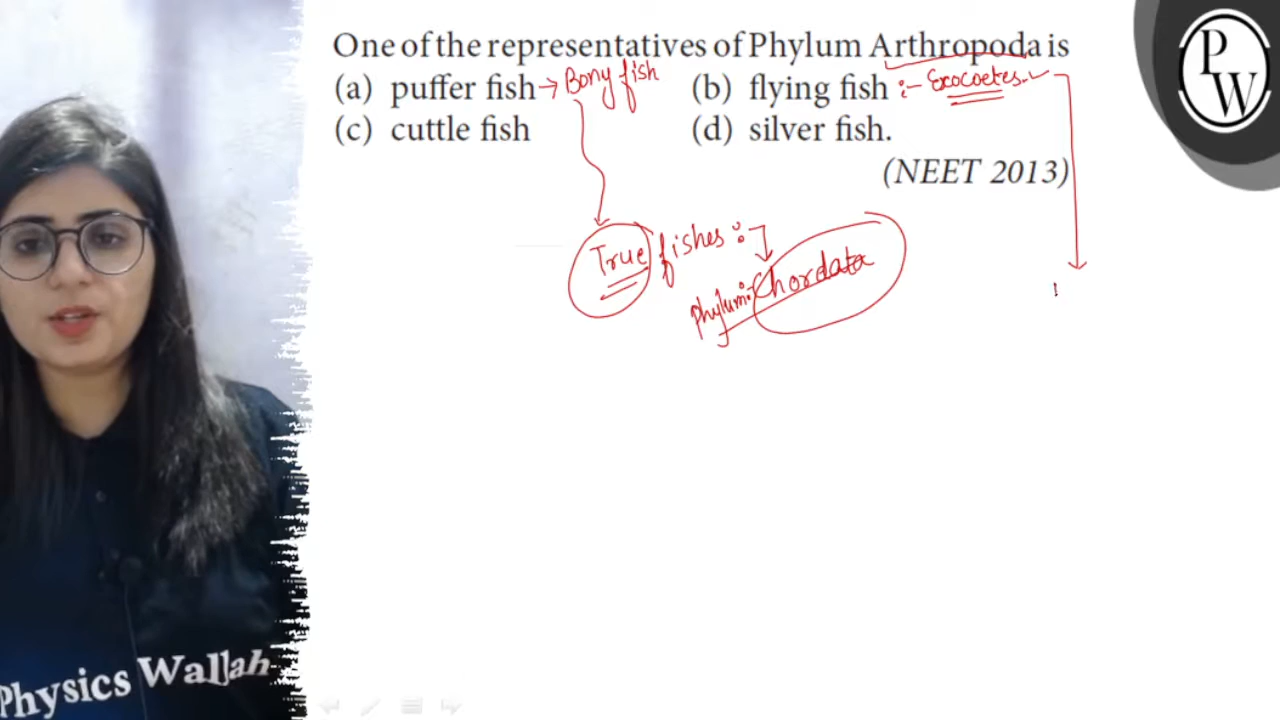 One of the representatives of Phylum Arthropoda is
(a) puffer fish → Bony fish
(b) flying fish :- Exocoetes.
(c) cuttle fish
(d) silver fish.
(NEET 2013)
True fishes :-
Phylum:- Chordata
P
W
Physics Wallah